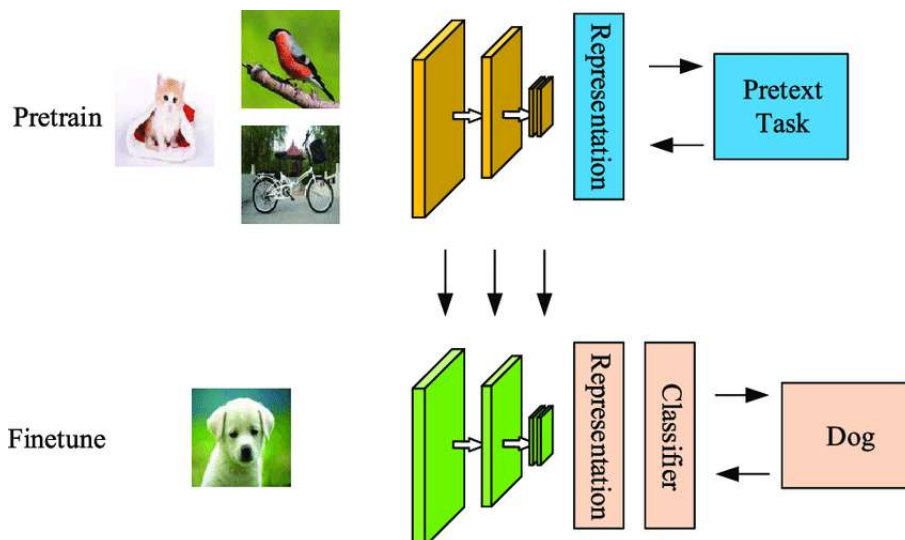 Pretrain
Representation
Pretext
Task
Finetune
Representation
Classifier
Dog